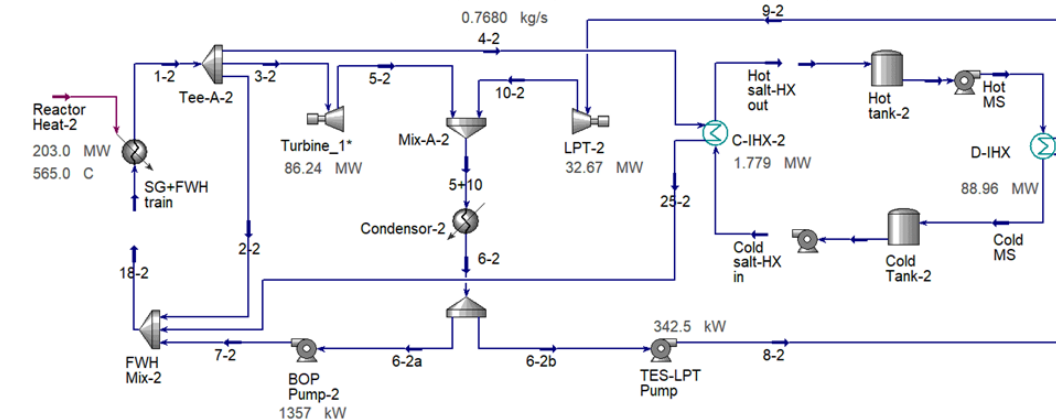 9-2
0.7680 kg/s
4-2
1-2
3-2
5-2
10-2
Tee-A-2
Hot
salt-HX
out
Hot
tank-2
Hot
MS
Reactor
Heat-2
203.0 MW
565.0 C
Turbine_1*
86.24 MW
Mix-A-2
LPT-2
32.67 MW
C-IHX-2
1.779 MW
D-IHX
88.96 MW
SG+FWH
train
5+10
25-2
Condensor-2
2-2
6-2
18-2
Cold
salt-HX
in
Cold
Tank-2
Cold
MS
342.5 kW
7-2
6-2a
6-2b
8-2
FWH
Mix-2
BOP
Pump-2
1357 kW
TES-LPT
Pump